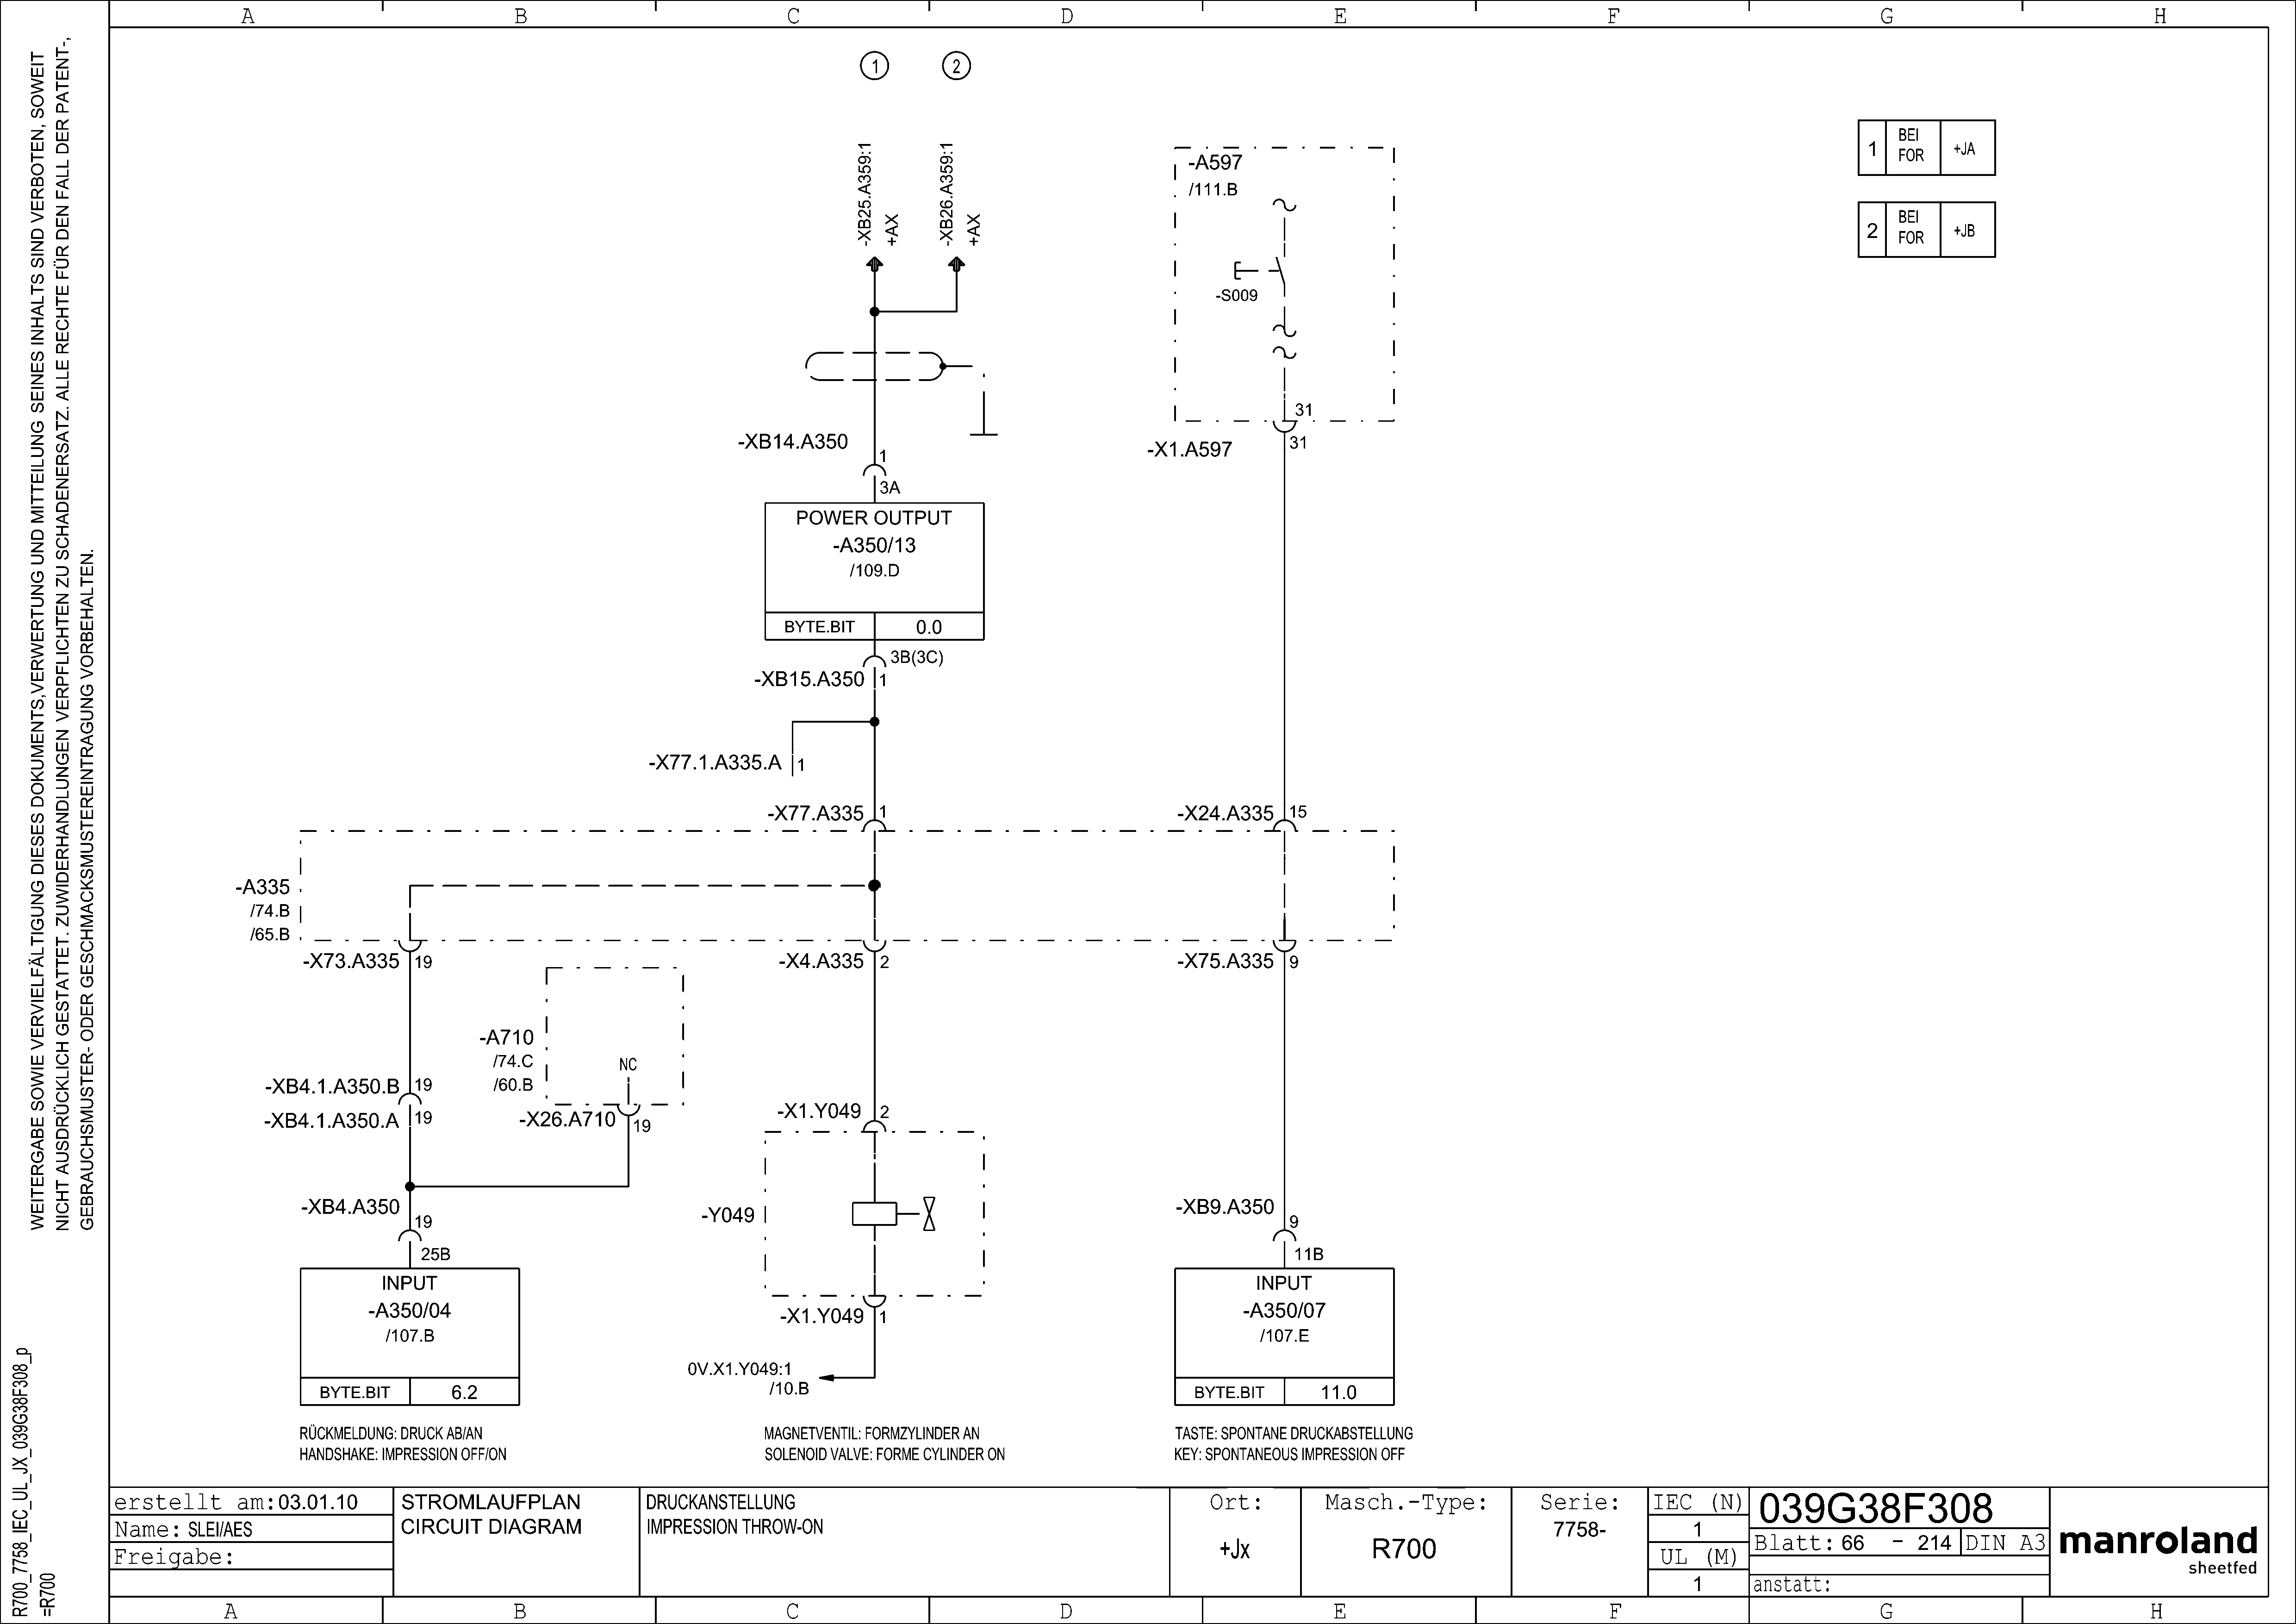 A B C D E F G H
WEITERGABE SOWIE VERVIELFÄLTIGUNG DIESES DOKUMENTS,VERWERTUNG UND MITTEILUNG SEINES INHALTS SIND VERBOTEN, SOWEIT
NICHT AUSDRÜCKLICH GESTATTET. ZUWIDERHANDLUNGEN VERPFLICHTEN ZU SCHADENERSATZ. ALLE RECHTE FÜR DEN FALL DER PATENT-,
GEBRAUCHSMUSTER- ODER GESCHMACKSMUSTEREINTRAGUNG VORBEHALTEN.
R700_7758_IEC_UL_JX_039G38F308_p
=R700
1
2
-XB25.A359:1
+AX
-XB26.A359:1
+AX
-A597
/111.B
-S009
31
-X1.A597
31
1 BEI FOR +JA
2 BEI FOR +JB
-XB14.A350
1
3A
POWER OUTPUT
-A350/13
/109.D
BYTE.BIT 0.0
3B(3C)
-XB15.A350 1
-X77.1.A335.A 1
-X77.A335 1
-X24.A335 15
-A335
/74.B
/65.B
-X73.A335 19
-X4.A335 2
-X75.A335 9
-A710
/74.C
/60.B
NC
-XB4.1.A350.B 19
-XB4.1.A350.A 19
-X26.A710 19
-X1.Y049 2
-XB4.A350
19
25B
-Y049
-XB9.A350
9
11B
INPUT
-A350/04
/107.B
BYTE.BIT 6.2
-X1.Y049 1
0V.X1.Y049:1
/10.B
INPUT
-A350/07
/107.E
BYTE.BIT 11.0
RÜCKMELDUNG: DRUCK AB/AN
HANDSHAKE: IMPRESSION OFF/ON
MAGNETVENTIL: FORMZYLINDER AN
SOLENOID VALVE: FORME CYLINDER ON
TASTE: SPONTANE DRUCKABSTELLUNG
KEY: SPONTANEOUS IMPRESSION OFF
erstellt am: 03.01.10
Name: SLEI/AES
Freigabe:
STROMLAUFPLAN
CIRCUIT DIAGRAM
DRUCKANSTELLUNG
IMPRESSION THROW-ON
Ort:
+Jx
Masch.-Type:
R700
Serie:
7758-
IEC (N)
1
UL (M)
1
039G38F308
Blatt: 66 - 214 DIN A3
anstatt:
manroland
sheetfed
A B C D E F G H